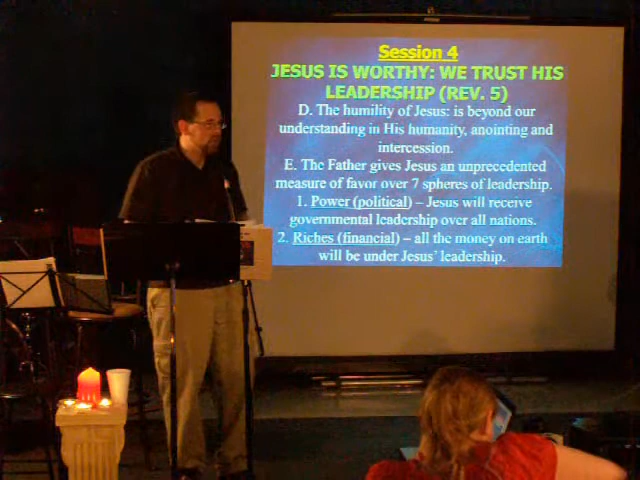 Session 4
JESUS IS WORTHY: WE TRUST HIS
LEADERSHIP (REV. 5)
D. The humility of Jesus: is beyond our
understanding in His humanity, anointing and
intercession.
E. The Father gives Jesus an unprecedented
measure of favor over 7 spheres of leadership.
1. Power (political) – Jesus will receive
governmental leadership over all nations.
2. Riches (financial) – all the money on earth
will be under Jesus' leadership.